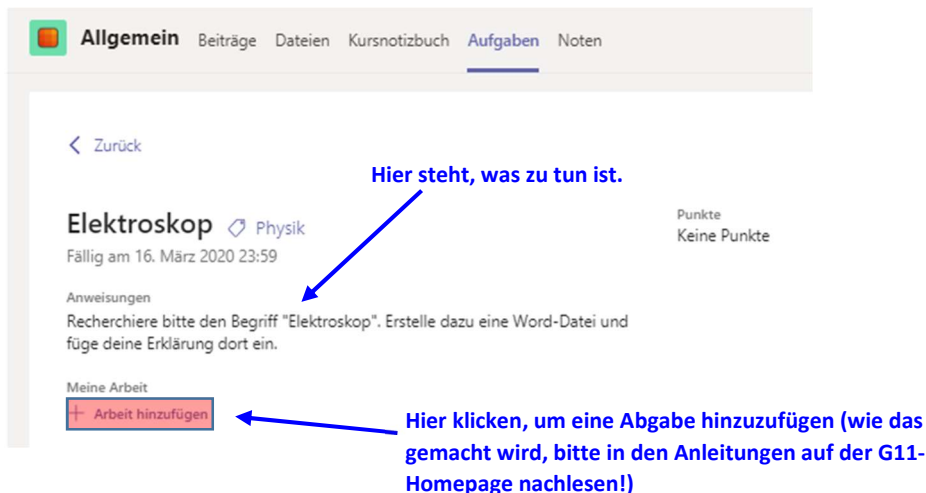 Allgemein Beiträge Dateien Kursnotizbuch Aufgaben Noten
Zurück
Hier steht, was zu tun ist.
Elektroskop Physik
Fällig am 16. März 2020 23:59
Punkte
Keine Punkte
Anweisungen
Recherchiere bitte den Begriff "Elektroskop". Erstelle dazu eine Word-Datei und
füge deine Erklärung dort ein.
Meine Arbeit
+ Arbeit hinzufügen
Hier klicken, um eine Abgabe hinzuzufügen (wie das
gemacht wird, bitte in den Anleitungen auf der G11-
Homepage nachlesen!)